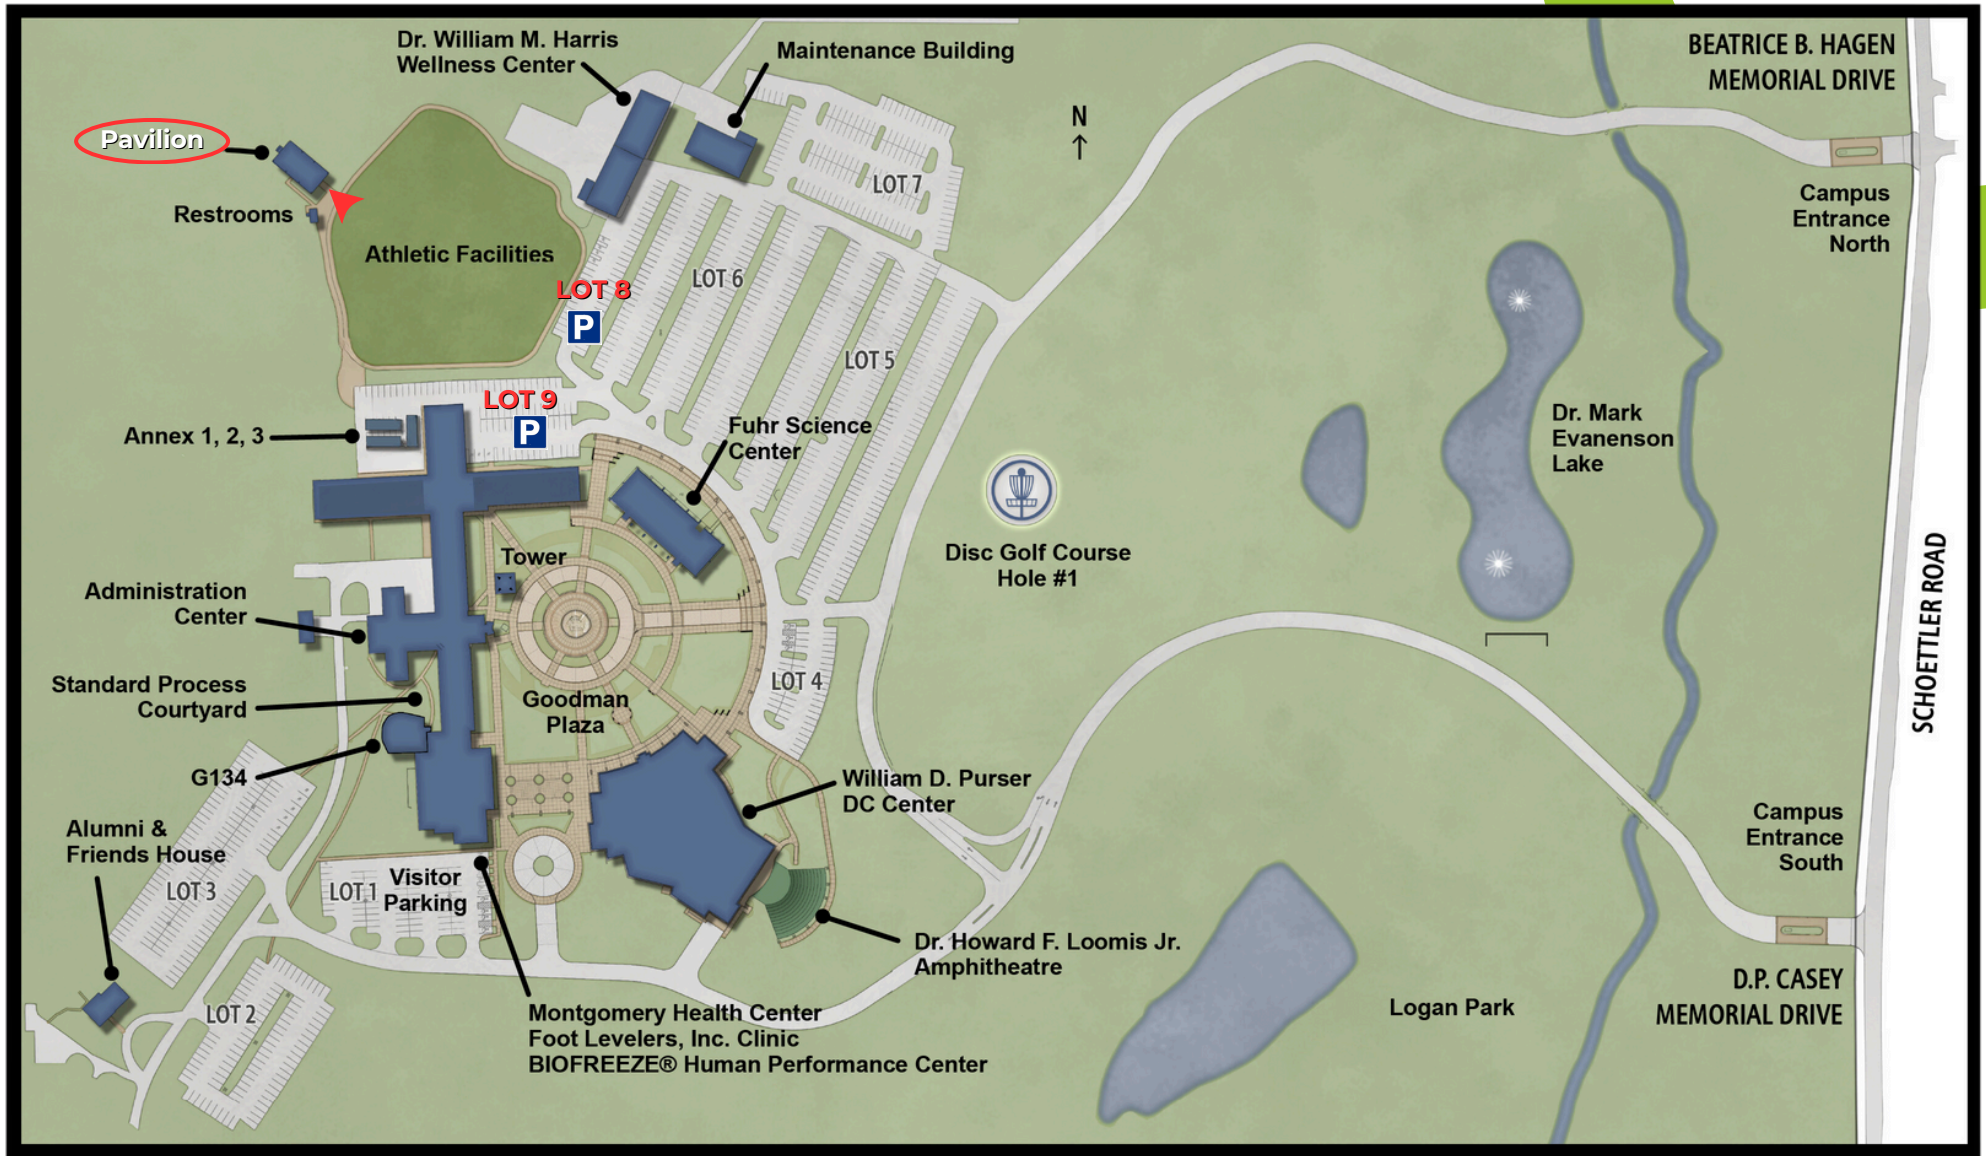 Dr. William M. Harris
Wellness Center
Maintenance Building
BEATRICE B. HAGEN
MEMORIAL DRIVE
Pavilion
N
LOT 7
Restrooms
Campus
Entrance
North
Athletic Facilities
LOT 6
LOT 8
P
LOT 5
LOT 9
P
Annex 1, 2, 3
Fuhr Science
Center
Dr. Mark
Evanenson
Lake
Tower
Disc Golf Course
Hole #1
SCHOETTLER ROAD
Administration
Center
Standard Process
Courtyard
Goodman
Plaza
LOT 4
G134
William D. Purser
DC Center
Campus
Entrance
South
Alumni &
Friends House
LOT 3
LOT 1
Visitor
Parking
Dr. Howard F. Loomis Jr.
Amphitheatre
D.P. CASEY
MEMORIAL DRIVE
LOT 2
Logan Park
Montgomery Health Center
Foot Levelers, Inc. Clinic
BIOFREEZE® Human Performance Center